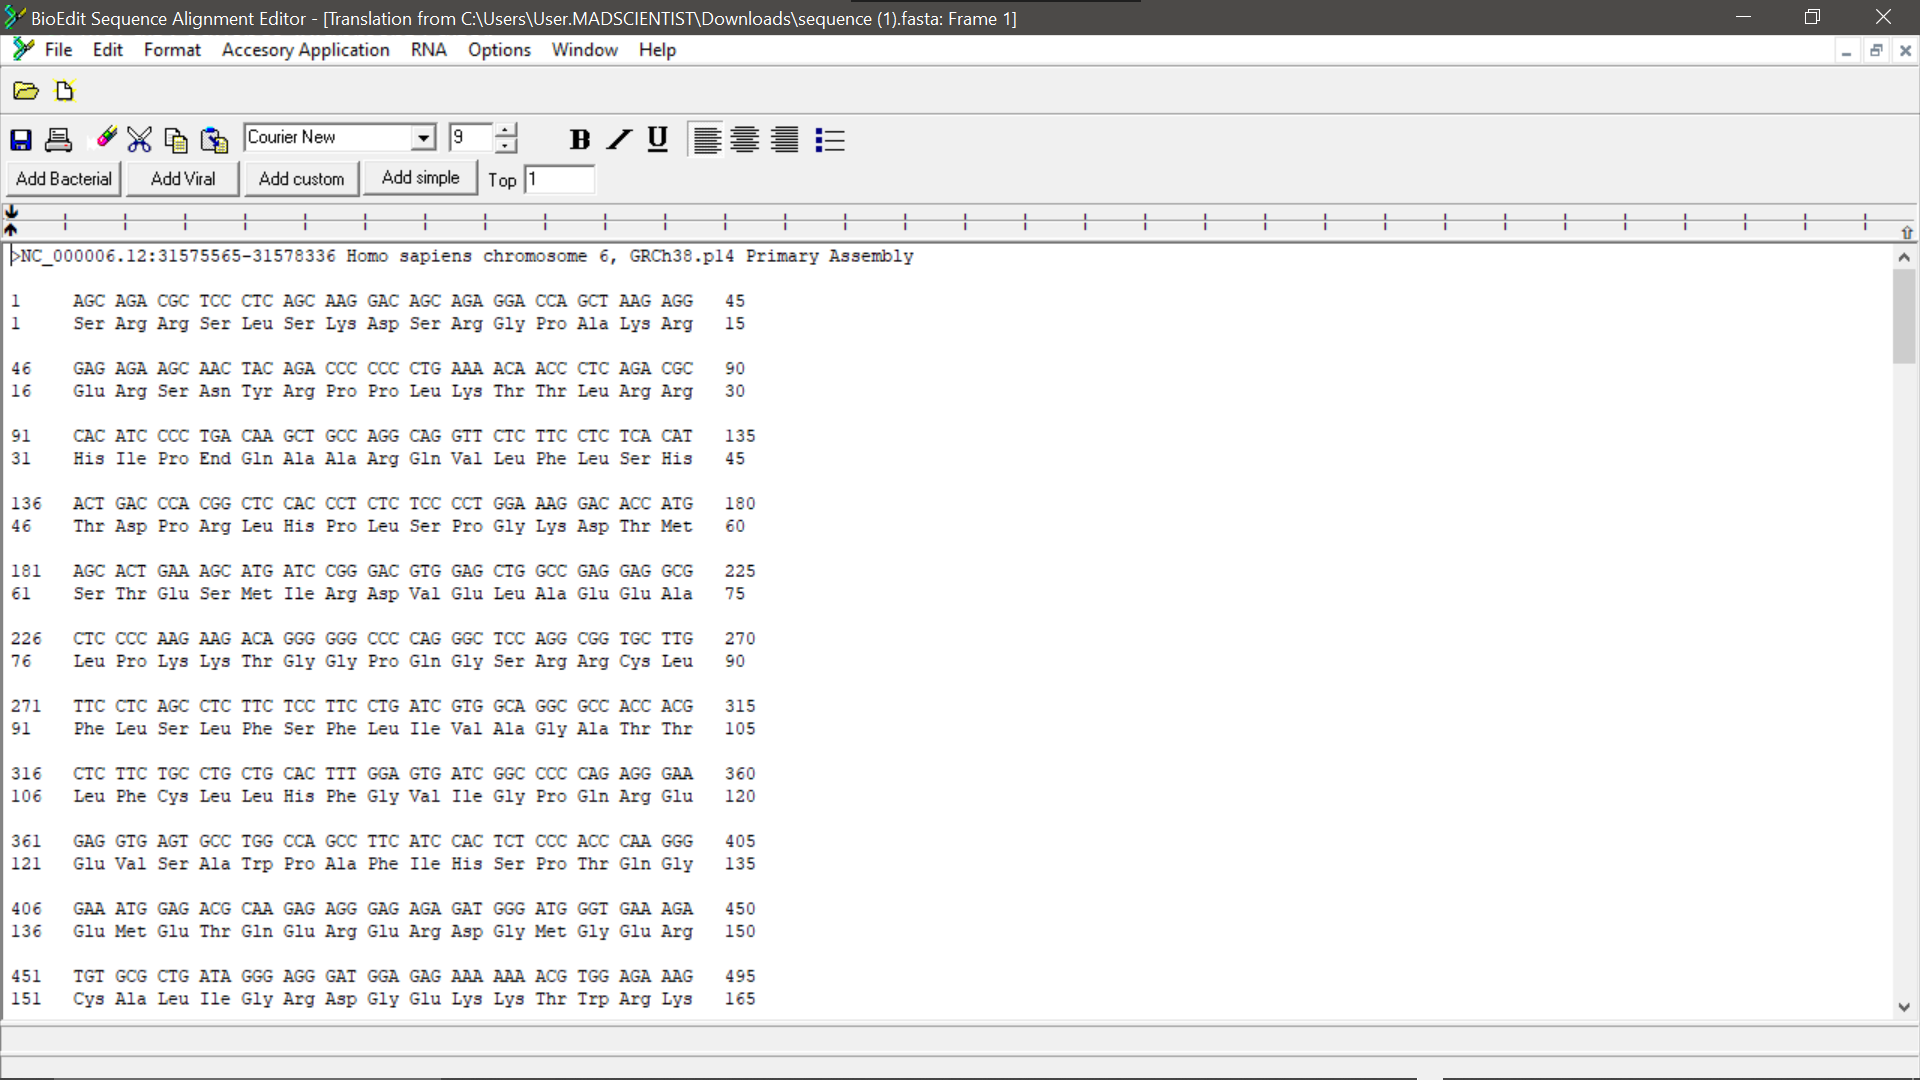 BioEdit Sequence Alignment Editor - [Translation from C:\Users\User.MADSCIENTIST\Downloads\sequence (1).fasta: Frame 1]
File Edit Format Accesory Application RNA Options Window Help
Courier New 9 B I U
Add Bacterial Add Viral Add custom Add simple Top 1
>NC_000006.12:31575565-31578336 Homo sapiens chromosome 6, GRCh38.p14 Primary Assembly
1 AGC AGA CGC TCC CTC AGC AAG GAC AGC AGA GGA CCA GCT AAG AGG 45
1 Ser Arg Arg Ser Leu Ser Lys Asp Ser Arg Gly Pro Ala Lys Arg 15
46 GAG AGA AGC AAC TAC AGA CCC CCC CTG AAA ACA ACC CTC AGA CGC 90
16 Glu Arg Ser Asn Tyr Arg Pro Pro Leu Lys Thr Thr Leu Arg Arg 30
91 CAC ATC CCC TGA CAA GCT GCC AGG CAG GTT CTC TTC CTC TCA CAT 135
31 His Ile Pro End Gln Ala Ala Arg Gln Val Leu Phe Leu Ser His 45
136 ACT GAC CCA CGG CTC CAC CCT CTC TCC CCT GGA AAG GAC ACC ATG 180
46 Thr Asp Pro Arg Leu His Pro Leu Ser Pro Gly Lys Asp Thr Met 60
181 AGC ACT GAA AGC ATG ATC CGG GAC GTG GAG CTG GCC GAG GAG GCG 225
61 Ser Thr Glu Ser Met Ile Arg Asp Val Glu Leu Ala Glu Glu Ala 75
226 CTC CCC AAG AAG ACA GGG GGG CCC CAG GGC TCC AGG CGG TGC TTG 270
76 Leu Pro Lys Lys Thr Gly Gly Pro Gln Gly Ser Arg Arg Cys Leu 90
271 TTC CTC AGC CTC TTC TCC TTC CTG ATC GTG GCA GGC GCC ACC ACG 315
91 Phe Leu Ser Leu Phe Ser Phe Leu Ile Val Ala Gly Ala Thr Thr 105
316 CTC TTC TGC CTG CTG CAC TTT GGA GTG ATC GGC CCC CAG AGG GAA 360
106 Leu Phe Cys Leu Leu His Phe Gly Val Ile Gly Pro Gln Arg Glu 120
361 GAG GTG AGT GCC TGG CCA GCC TTC ATC CAC TCT CCC ACC CAA GGG 405
121 Glu Val Ser Ala Trp Pro Ala Phe Ile His Ser Pro Thr Gln Gly 135
406 GAA ATG GAG ACG CAA GAG AGG GAG AGA GAT GGG ATG GGT GAA AGA 450
136 Glu Met Glu Thr Gln Glu Arg Glu Arg Asp Gly Met Gly Glu Arg 150
451 TGT GCG CTG ATA GGG AGG GAT GGA GAG AAA AAA ACG TGG AGA AAG 495
151 Cys Ala Leu Ile Gly Arg Asp Gly Glu Lys Lys Thr Trp Arg Lys 165